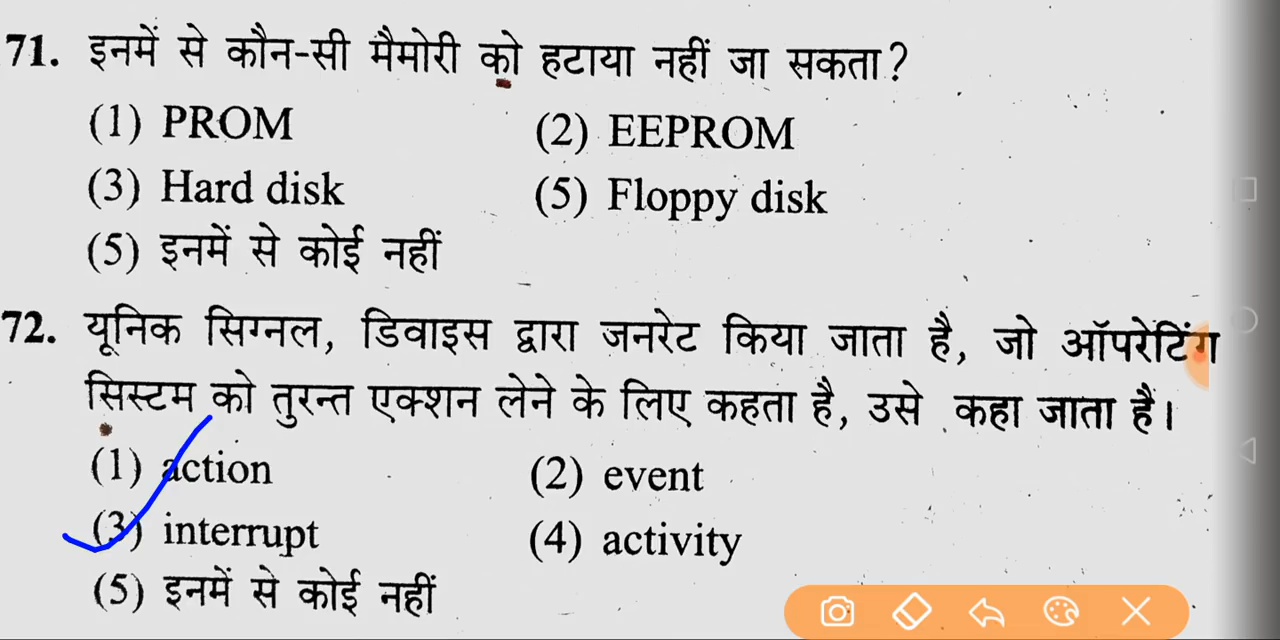 71. इनमें से कौन-सी मैमोरी को हटाया नहीं जा सकता?
(1) PROM (2) EEPROM
(3) Hard disk (5) Floppy disk
(5) इनमें से कोई नहीं
72. यूनिक सिग्नल, डिवाइस द्वारा जनरेट किया जाता है, जो ऑपरेटिंग
सिस्टम को तुरन्त एक्शन लेने के लिए कहता है, उसे कहा जाता है।
(1) action (2) event
(3) interrupt (4) activity
(5) इनमें से कोई नहीं